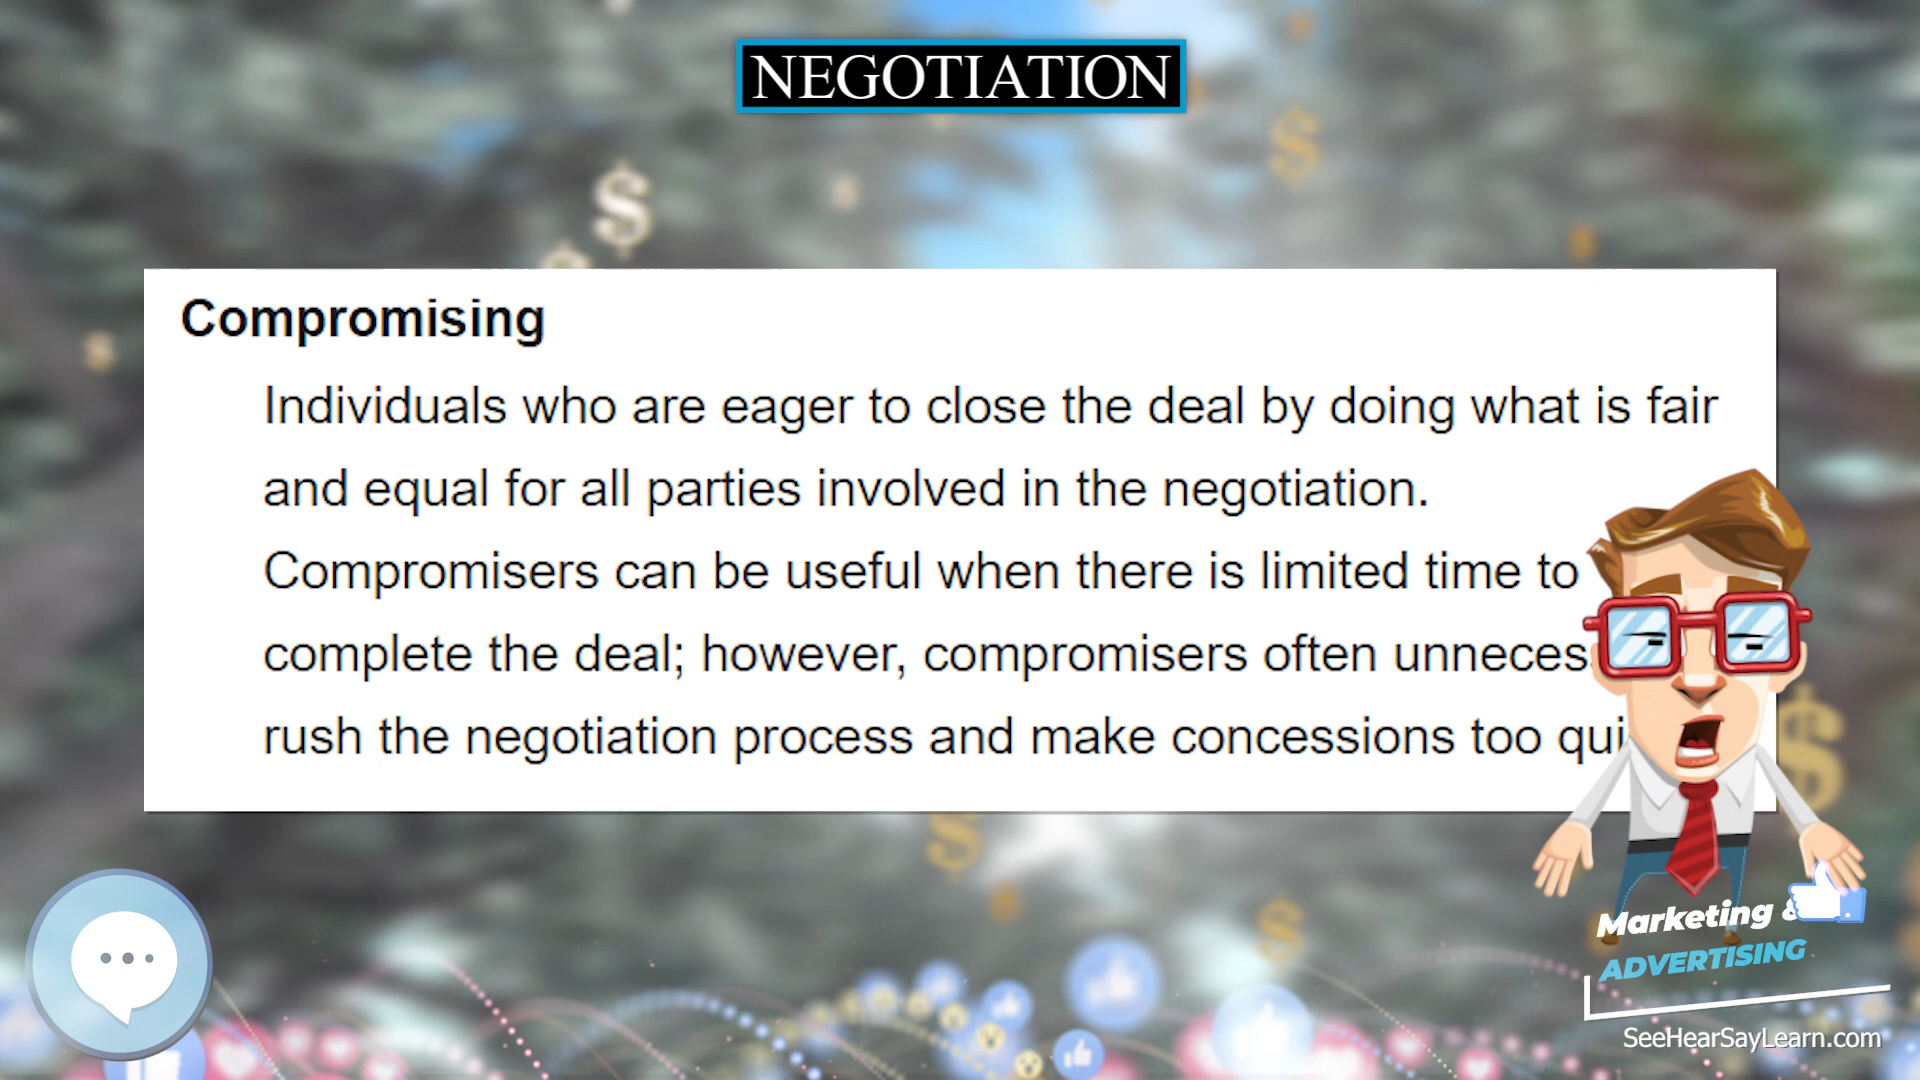 NEGOTIATION
Compromising
Individuals who are eager to close the deal by doing what is fair
and equal for all parties involved in the negotiation.
Compromisers can be useful when there is limited time to
complete the deal; however, compromisers often
rush the negotiation process and make concessions too
Marketing &
ADVERTISING
SeeHearSayLearn.com